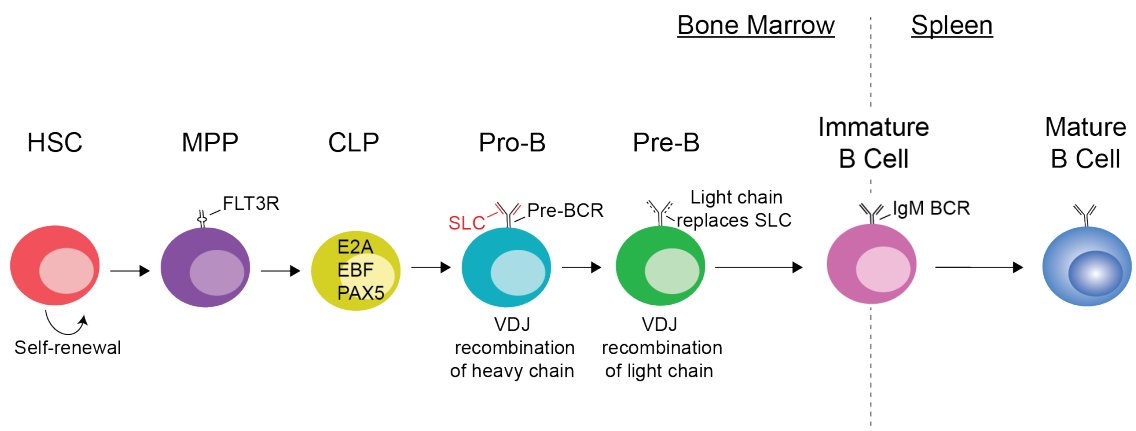 Bone Marrow
Spleen
HSC
MPP
CLP
Pro-B
Pre-B
Immature
B Cell
Mature
B Cell
FLT3R
SLC
Pre-BCR
Light chain
replaces SLC
IgM BCR
E2A
EBF
PAX5
Self-renewal
VDJ
recombination
of heavy chain
VDJ
recombination
of light chain